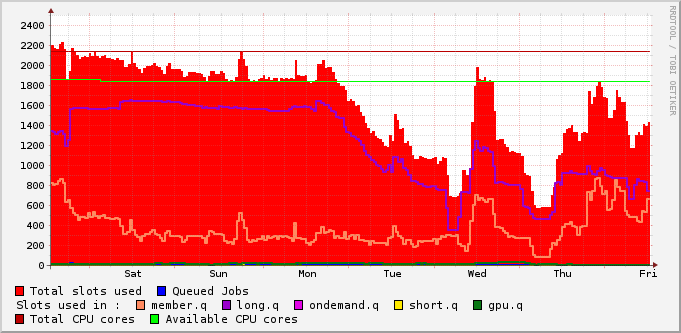 2400
2200
2000
1800
1600
1400
1200
1000
800
600
400
200
0
Sat Sun Mon Tue Wed Thu Fri
RRDTOOL / TOBI OETIKER
Total slots used Queued Jobs
Slots used in : member.q long.q ondemand.q short.q gpu.q
Total CPU cores Available CPU cores